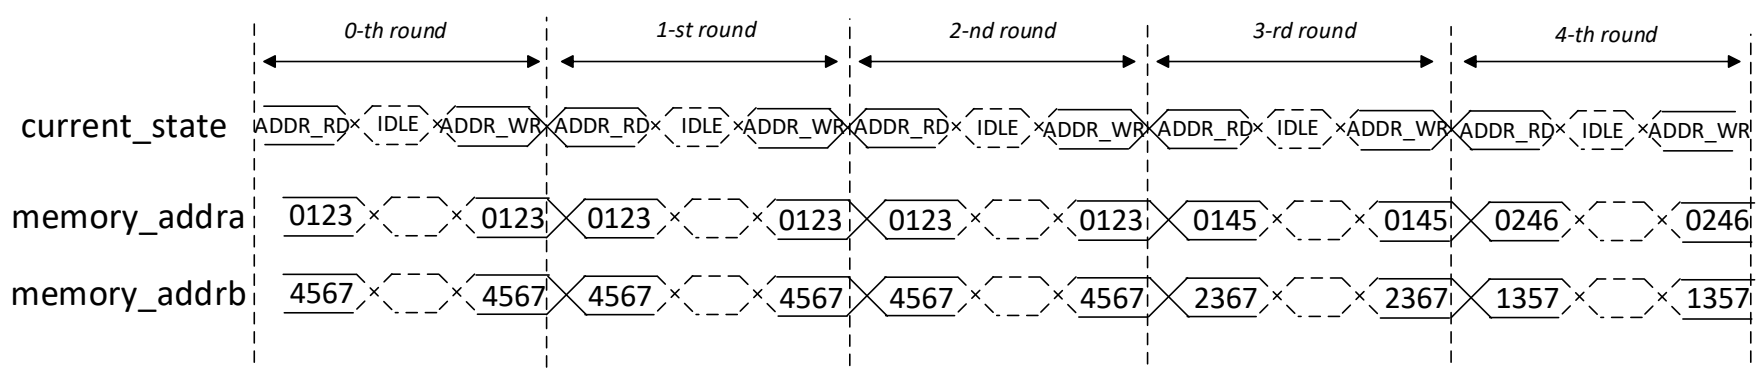 0-th round 1-st round 2-nd round 3-rd round 4-th round
current_state ADDR_RD IDLE ADDR_WR ADDR_RD IDLE ADDR_WR ADDR_RD IDLE ADDR_WR ADDR_RD IDLE ADDR_WR ADDR_RD IDLE ADDR_WR
memory_addra 0123 0123 0123 0123 0123 0123 0145 0145 0246 0246
memory_addrb 4567 4567 4567 4567 4567 4567 2367 2367 1357 1357